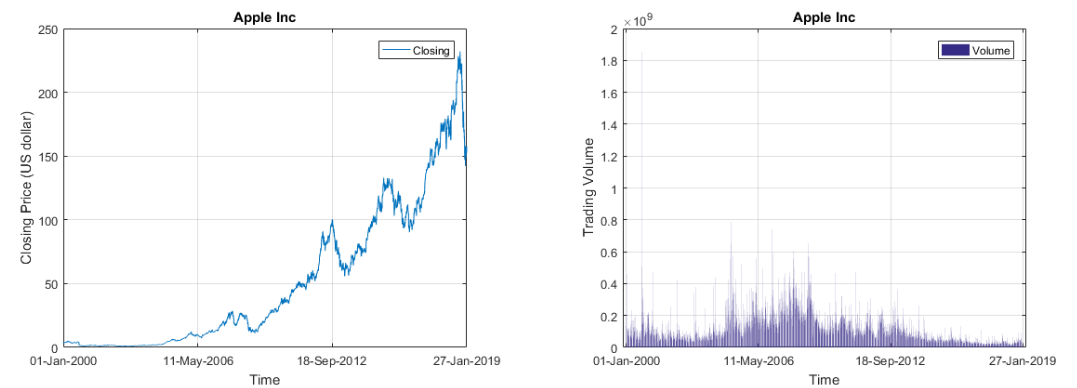 Apple Inc
250
200
150
100
50
0
Closing Price (US dollar)
Closing
01-Jan-2000 11-May-2006 18-Sep-2012 27-Jan-2019
Time
Apple Inc
×10⁹
2
1.8
1.6
1.4
1.2
1
0.8
0.6
0.4
0.2
0
Trading Volume
Volume
01-Jan-2000 11-May-2006 18-Sep-2012 27-Jan-2019
Time